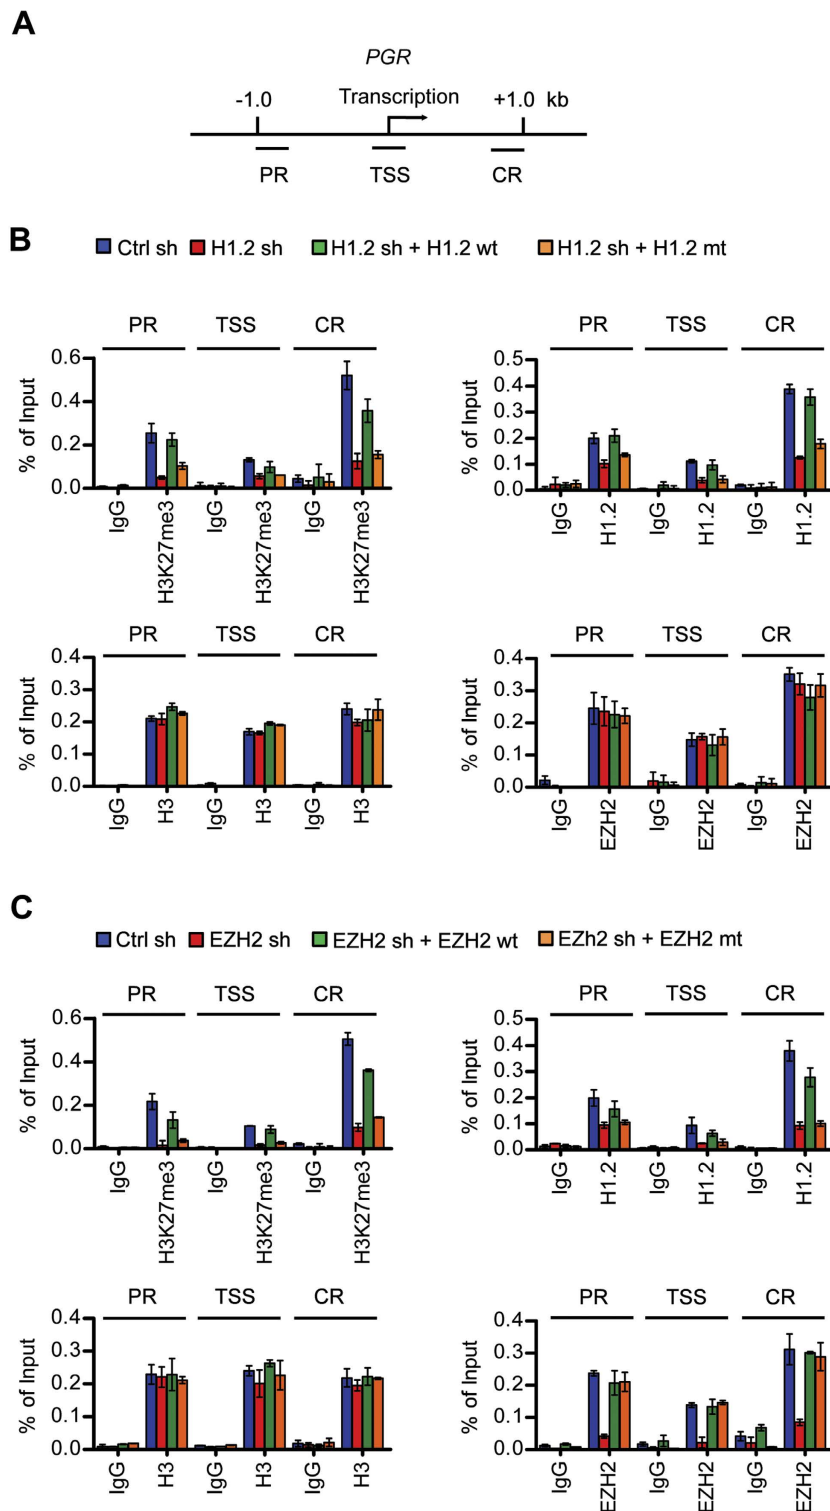 A
PGR
-1.0 Transcription +1.0 kb
PR TSS CR
B
Ctrl sh H1.2 sh H1.2 sh + H1.2 wt H1.2 sh + H1.2 mt
PR TSS CR
% of Input
0.6
0.4
0.2
0.0
IgG H3K27me3 IgG H3K27me3 IgG H3K27me3
PR TSS CR
% of Input
0.5
0.4
0.3
0.2
0.1
0.0
IgG H1.2 IgG H1.2 IgG H1.2
PR TSS CR
% of Input
0.4
0.3
0.2
0.1
0.0
IgG H3 IgG H3 IgG H3
PR TSS CR
% of Input
0.4
0.3
0.2
0.1
0.0
IgG EZH2 IgG EZH2 IgG EZH2
C
Ctrl sh EZH2 sh EZH2 sh + EZH2 wt EZh2 sh + EZH2 mt
PR TSS CR
% of Input
0.6
0.4
0.2
0.0
IgG H3K27me3 IgG H3K27me3 IgG H3K27me3
PR TSS CR
% of Input
0.5
0.4
0.3
0.2
0.1
0.0
IgG H1.2 IgG H1.2 IgG H1.2
PR TSS CR
% of Input
0.4
0.3
0.2
0.1
0.0
IgG H3 IgG H3 IgG H3
PR TSS CR
% of Input
0.4
0.3
0.2
0.1
0.0
IgG EZH2 IgG EZH2 IgG EZH2